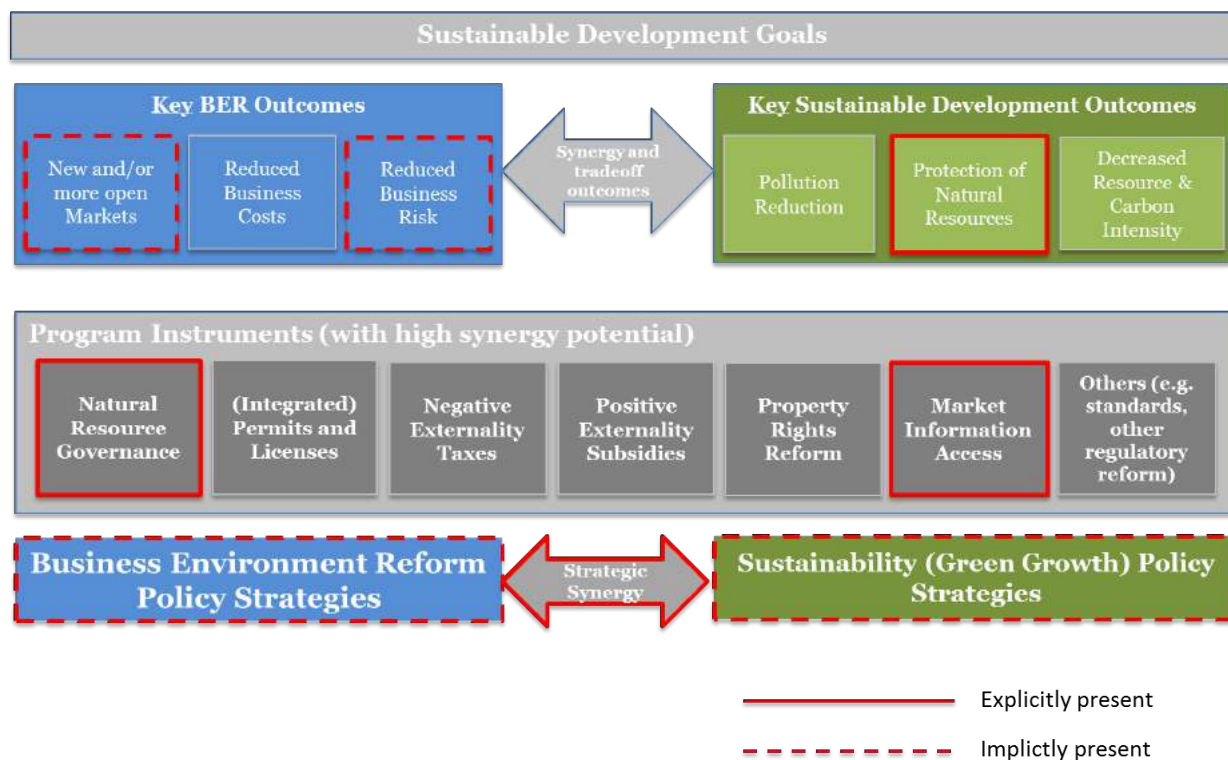 Sustainable Development Goals
Key BER Outcomes
New and/or
more open
Markets
Reduced
Business
Costs
Reduced
Business
Risk
Synergy and
tradeoff
outcomes
Key Sustainable Development Outcomes
Pollution
Reduction
Protection of
Natural
Resources
Decreased
Resource &
Carbon
Intensity
Program Instruments (with high synergy potential)
Natural
Resource
Governance
(Integrated)
Permits and
Licenses
Negative
Externality
Taxes
Positive
Externality
Subsidies
Property
Rights
Reform
Market
Information
Access
Others (e.g.
standards,
other
regulatory
reform)
Business Environment Reform
Policy Strategies
Strategic
Synergy
Sustainability (Green Growth) Policy
Strategies
Explicitly present
Implictly present